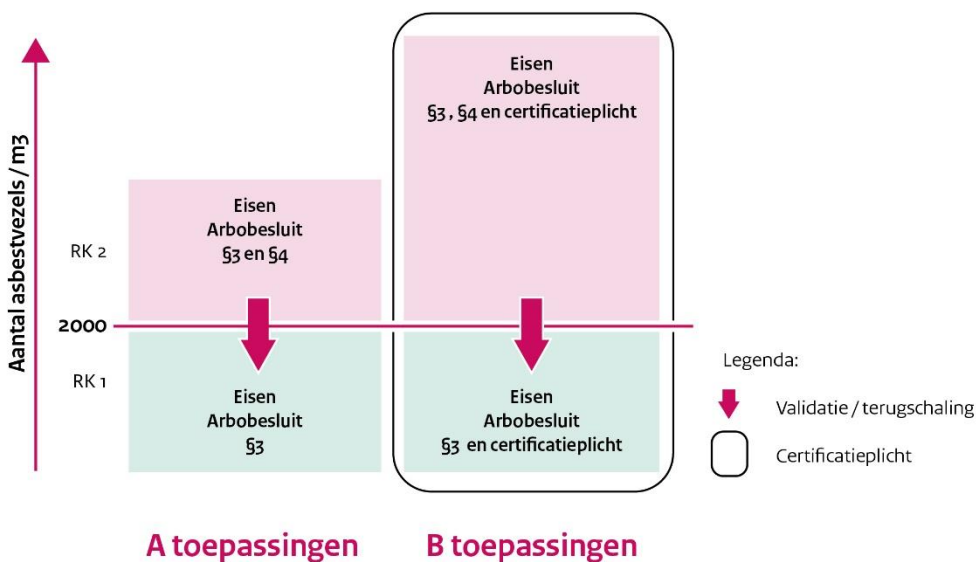 Aantal asbestvezels / m3
RK 2
2000
RK 1
Eisen
Arbobesluit
§3 en §4
Eisen
Arbobesluit
§3
Eisen
Arbobesluit
§3 , §4 en certificatieplicht
Eisen
Arbobesluit
§3 en certificatieplicht
Legenda:
Validatie / terugschaling
Certificatieplicht
A toepassingen
B toepassingen